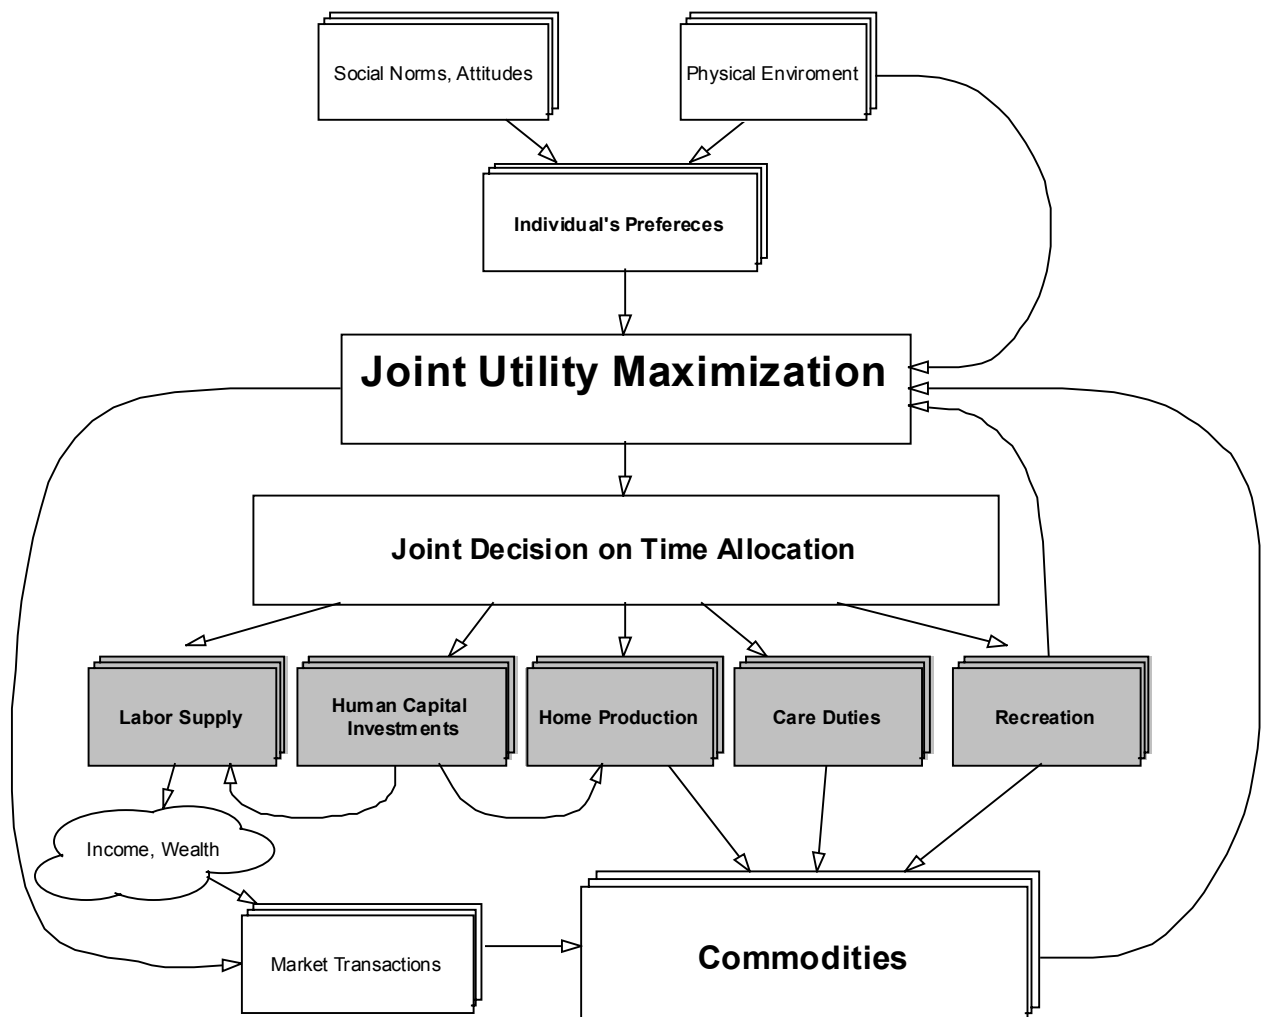 Social Norms, Attitudes
Physical Enviroment
Individual's Prefereces
Joint Utility Maximization
Joint Decision on Time Allocation
Labor Supply
Human Capital
Investments
Home Production
Care Duties
Recreation
Income, Wealth
Market Transactions
Commodities